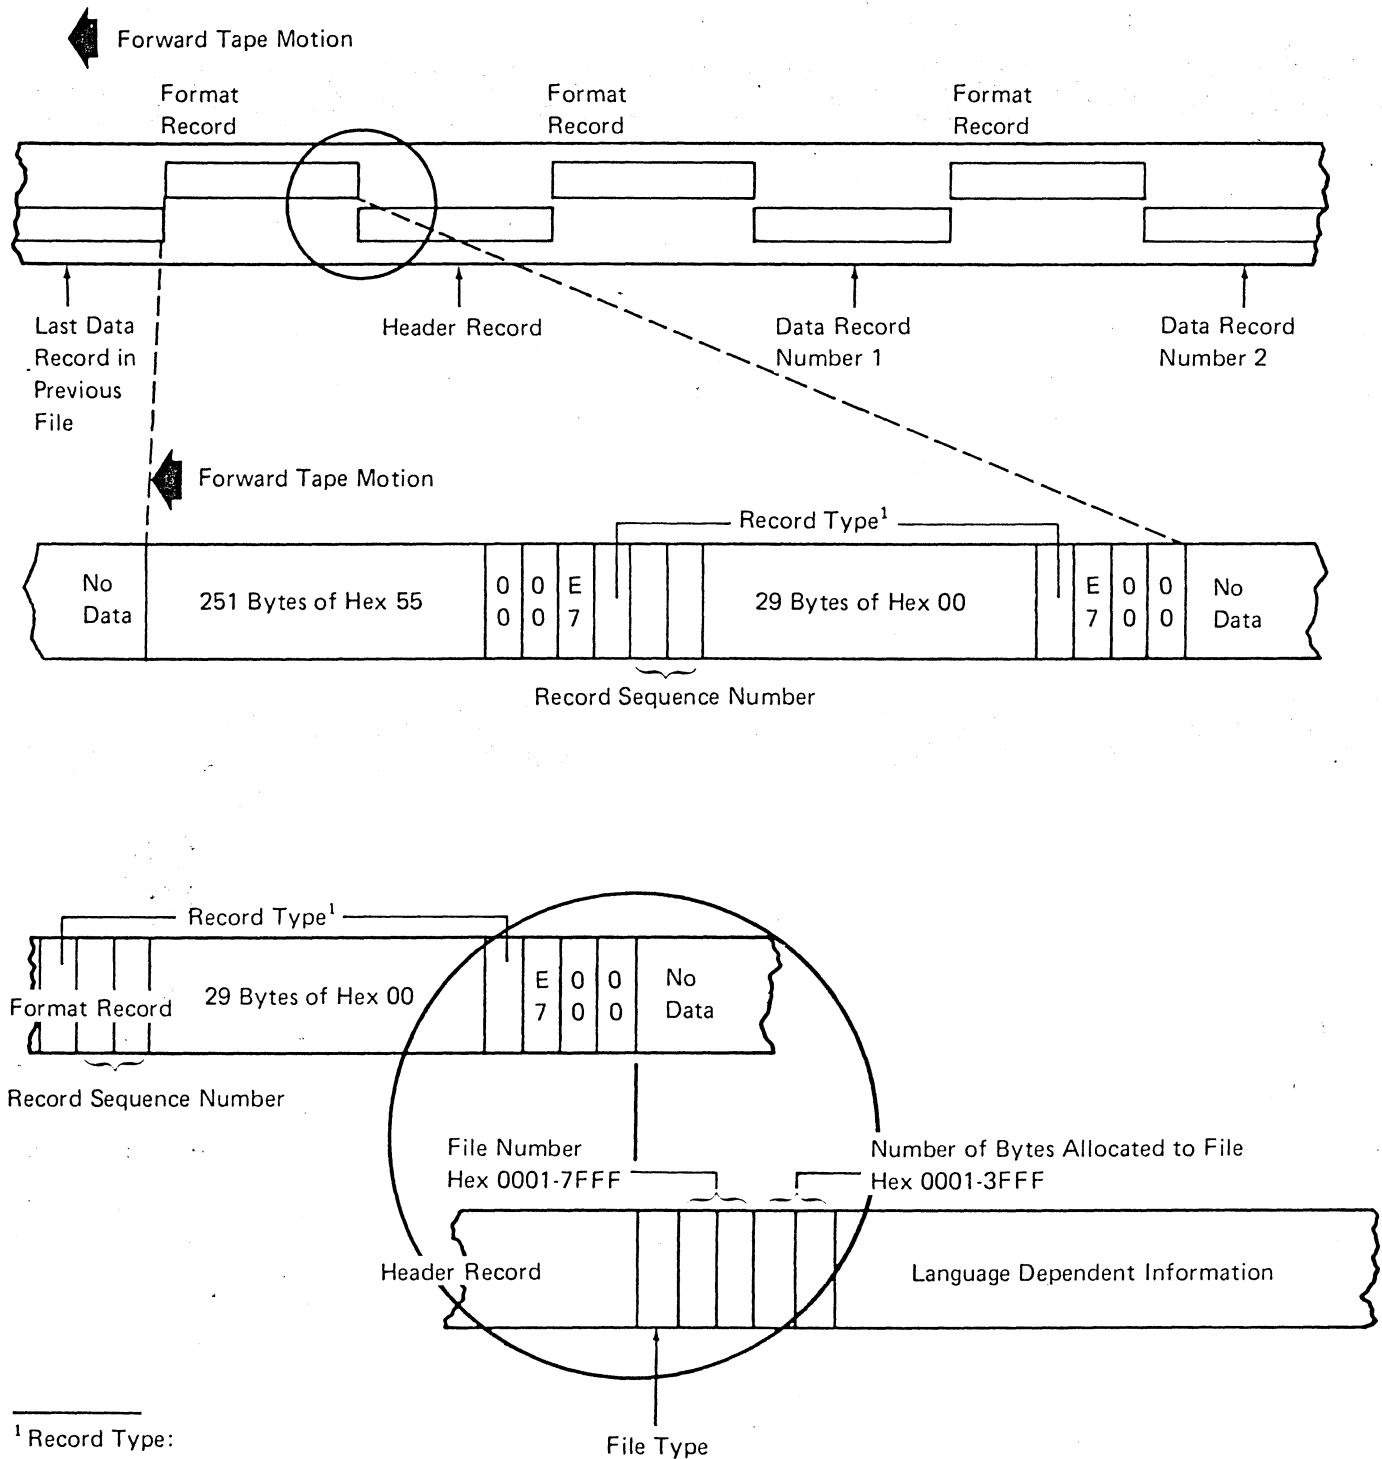 Forward Tape Motion
Format
Record
Format
Record
Format
Record
Last Data
Record in
Previous
File
Header Record
Data Record
Number 1
Data Record
Number 2
Forward Tape Motion
Record Type¹
No
Data
251 Bytes of Hex 55
0 0 E
0 0 7
29 Bytes of Hex 00
E 0 0
7 0 0
No
Data
Record Sequence Number
Record Type¹
Format Record
29 Bytes of Hex 00
E 0 0
7 0 0
No
Data
Record Sequence Number
File Number
Hex 0001-7FFF
Number of Bytes Allocated to File
Hex 0001-3FFF
Header Record
Language Dependent Information
File Type
¹ Record Type: